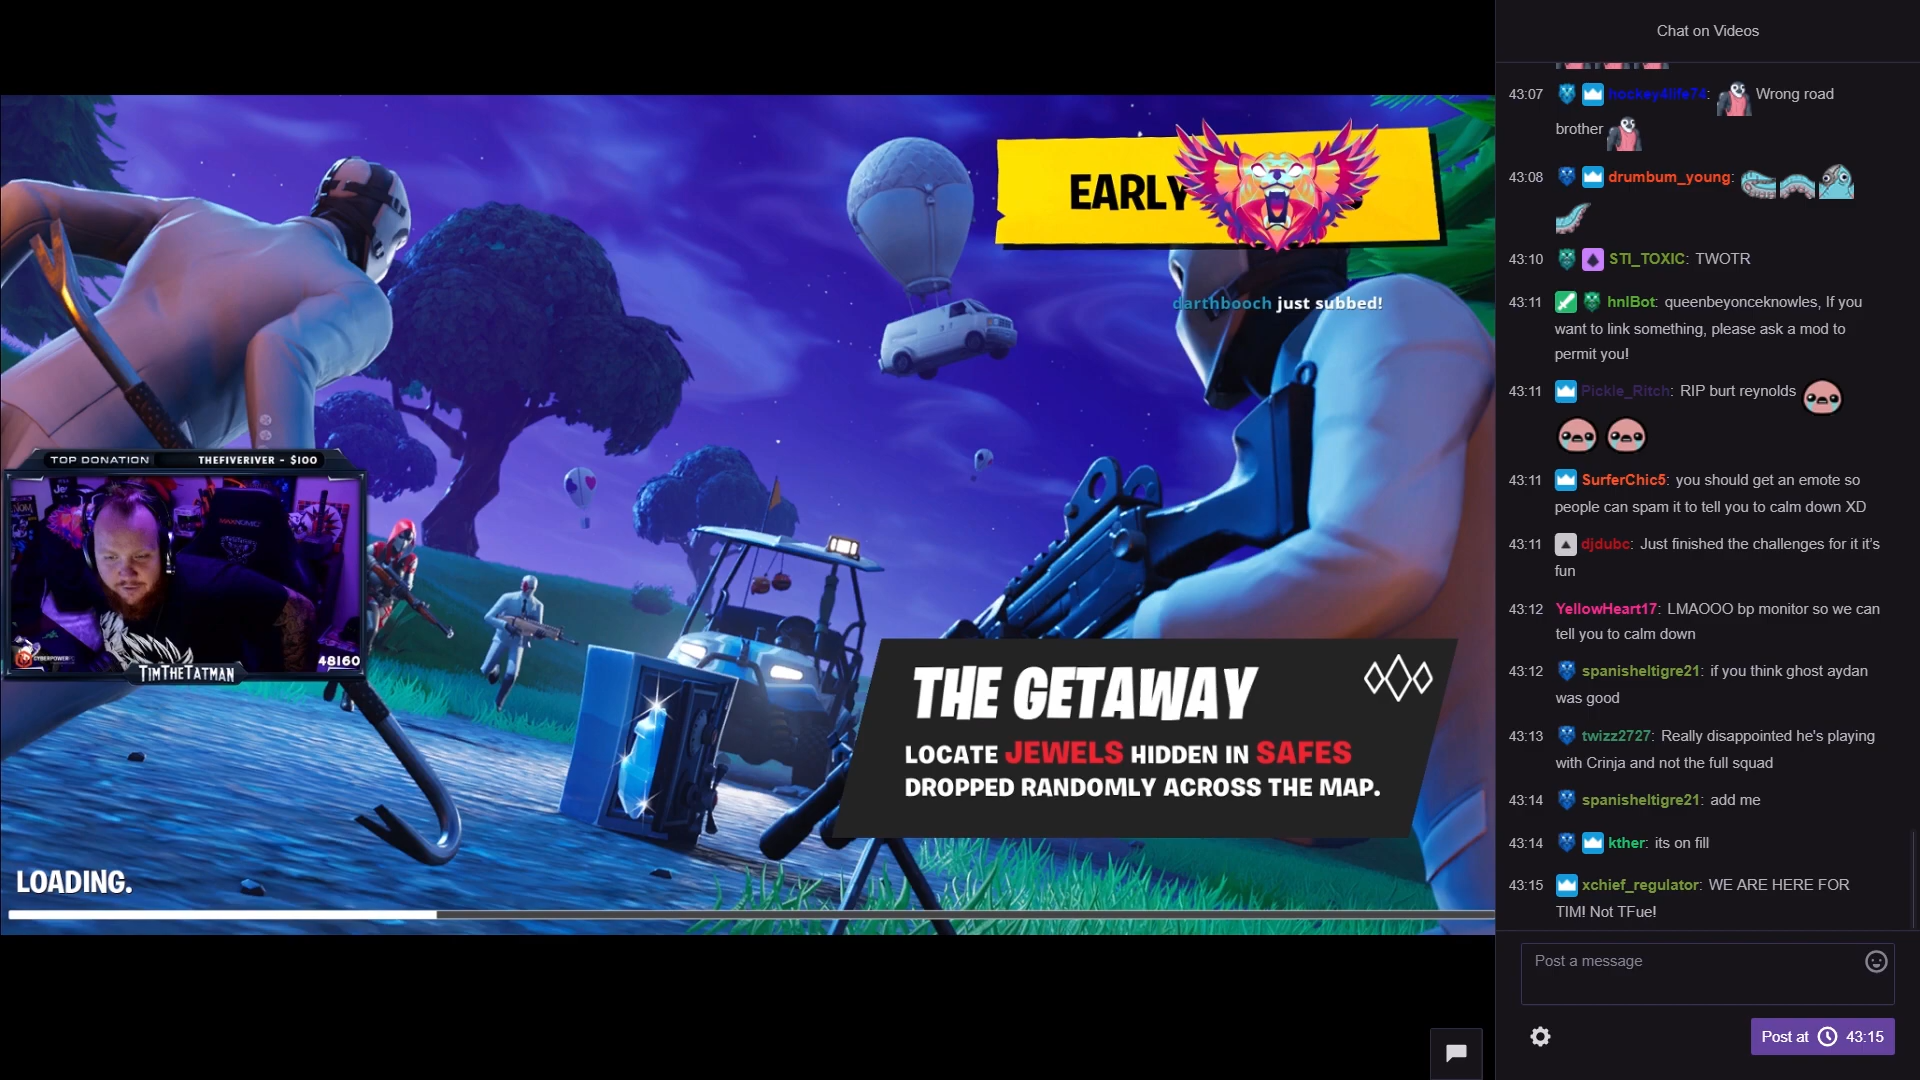 EARLY
darthbooch just subbed!
TOP DONATION THEFIVERIVER - $100
48160
TIMTHETATMAN
THE GETAWAY
LOCATE JEWELS HIDDEN IN SAFES
DROPPED RANDOMLY ACROSS THE MAP.
LOADING.
Chat on Videos
43:07 hockey4life74: Wrong road
brother
43:08 drumbum_young:
43:10 STI_TOXIC: TWOTR
43:11 hnlBot: queenbeyonceknowles, If you
want to link something, please ask a mod to
permit you!
43:11 Pickle_Ritch: RIP burt reynolds
43:11 SurferChic5: you should get an emote so
people can spam it to tell you to calm down XD
43:11 djdubc: Just finished the challenges for it it's
fun
43:12 YellowHeart17: LMAOOO bp monitor so we can
tell you to calm down
43:12 spanisheltigre21: if you think ghost aydan
was good
43:13 twizz2727: Really disappointed he's playing
with Crinja and not the full squad
43:14 spanisheltigre21: add me
43:14 kther: its on fill
43:15 xchief_regulator: WE ARE HERE FOR
TIM! Not TFue!
Post a message
Post at 43:15